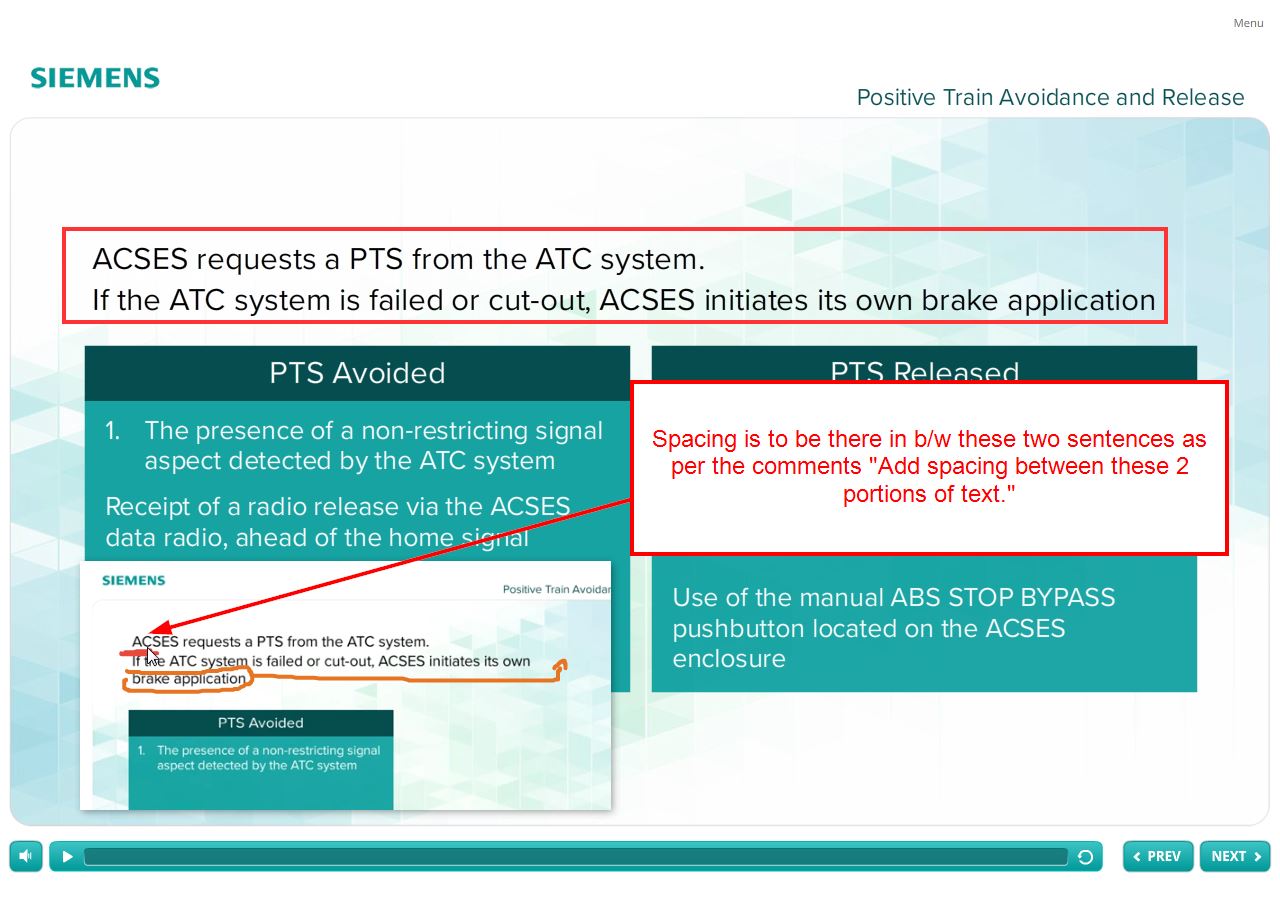 Menu
SIEMENS
Positive Train Avoidance and Release
ACSES requests a PTS from the ATC system.
If the ATC system is failed or cut-out, ACSES initiates its own brake application
PTS Avoided
1. The presence of a non-restricting signal
aspect detected by the ATC system
Receipt of a radio release via the ACSES
data radio, ahead of the home signal
PTS Released
Spacing is to be there in b/w these two sentences as
per the comments "Add spacing between these 2
portions of text."
Use of the manual ABS STOP BYPASS
pushbutton located on the ACSES
enclosure
SIEMENS
Positive Train Avoidan
ACSES requests a PTS from the ATC system.
If the ATC system is failed or cut-out, ACSES initiates its own
brake application
PTS Avoided
1. The presence of a non-restricting signal
aspect detected by the ATC system
PREV
NEXT